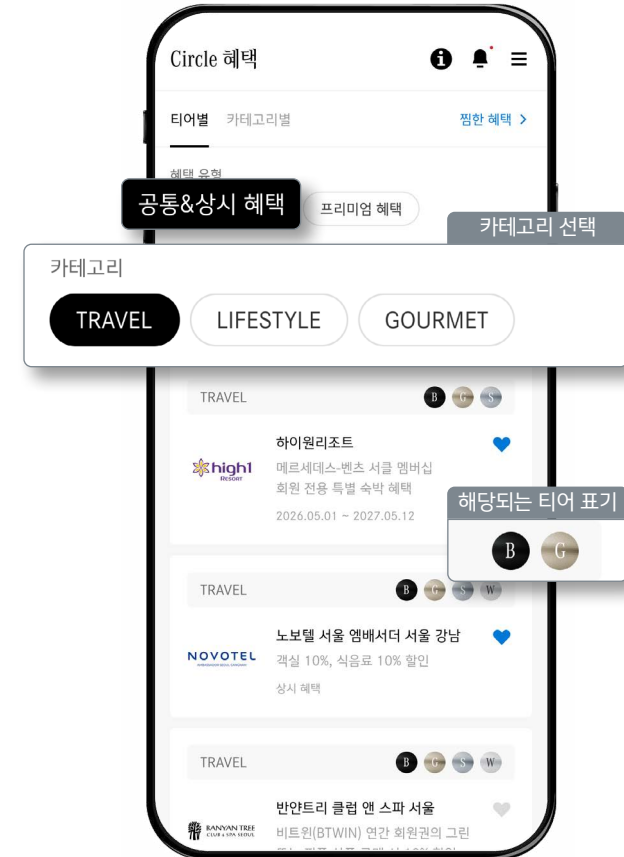 Circle 혜택
티어별 카테고리별 찜한 혜택 >
혜택 유형
공통&상시 혜택 프리미엄 혜택
카테고리 선택
카테고리
TRAVEL LIFESTYLE GOURMET
TRAVEL B G S
하이원리조트
high1
RESORT
메르세데스-벤츠 서클 멤버십
회원 전용 특별 숙박 혜택
2026.05.01 ~ 2027.05.12
해당되는 티어 표기
B G
TRAVEL B G S W
노보텔 서울 엠배서더 서울 강남
NOVOTEL
객실 10%, 식음료 10% 할인
상시 혜택
TRAVEL B G S W
반얀트리 클럽 앤 스파 서울
RANYAN TREE
CLUB & SPA SEOUL
비트윈(BTWIN) 연간 회원권의 그린